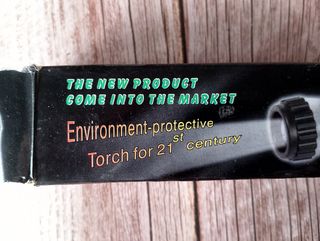 THE NEW PRODUCT
COME INTO THE MARKET
Environment-protective
Torch for 21st century